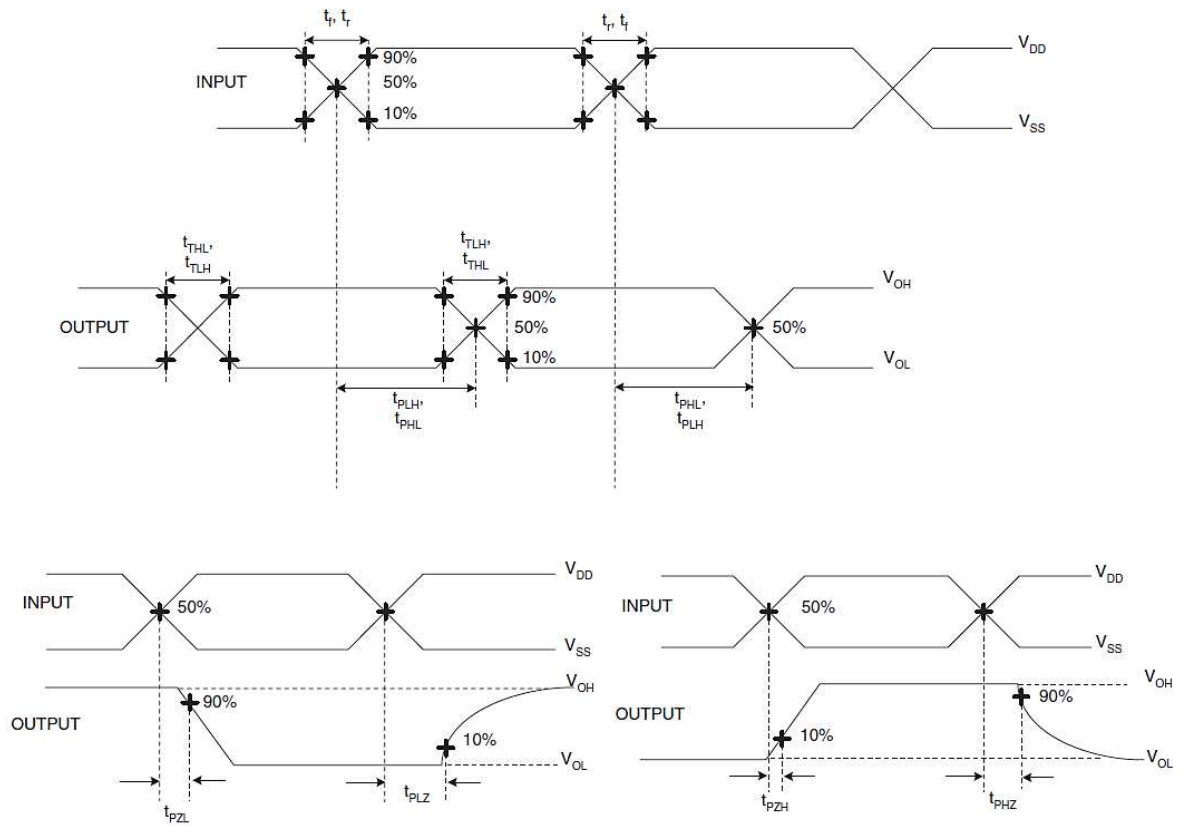 tf, tr
tr, tf
90%
VDD
INPUT
50%
10%
VSS
tTHL,
tTLH
tTLH,
tTHL
VOH
90%
OUTPUT
50%
50%
10%
VOL
tPLH,
tPHL
tPHL,
tPLH
VDD
INPUT
50%
VSS
VOH
90%
OUTPUT
10%
VOL
tPZL
tPLZ
VDD
INPUT
50%
VSS
VOH
90%
OUTPUT
10%
VOL
tPZH
tPHZ